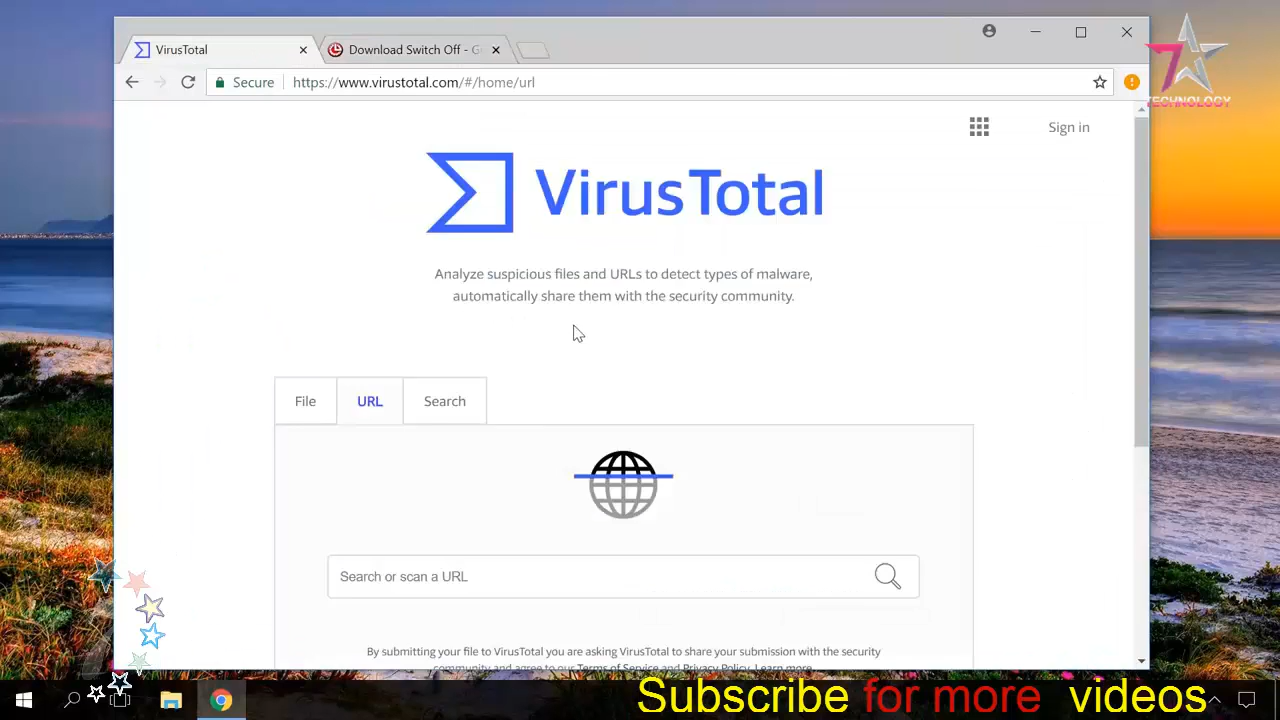 VirusTotal
Download Switch Off - G
Secure
https://www.virustotal.com/#/home/url
7
TECHNOLOGY
Sign in
VirusTotal
Analyze suspicious files and URLs to detect types of malware,
automatically share them with the security community.
File
URL
Search
Search or scan a URL
By submitting your file to VirusTotal you are asking VirusTotal to share your submission with the security
community and agree to our Terms of Service and Privacy Policy. Learn more.
Subscribe for more videos